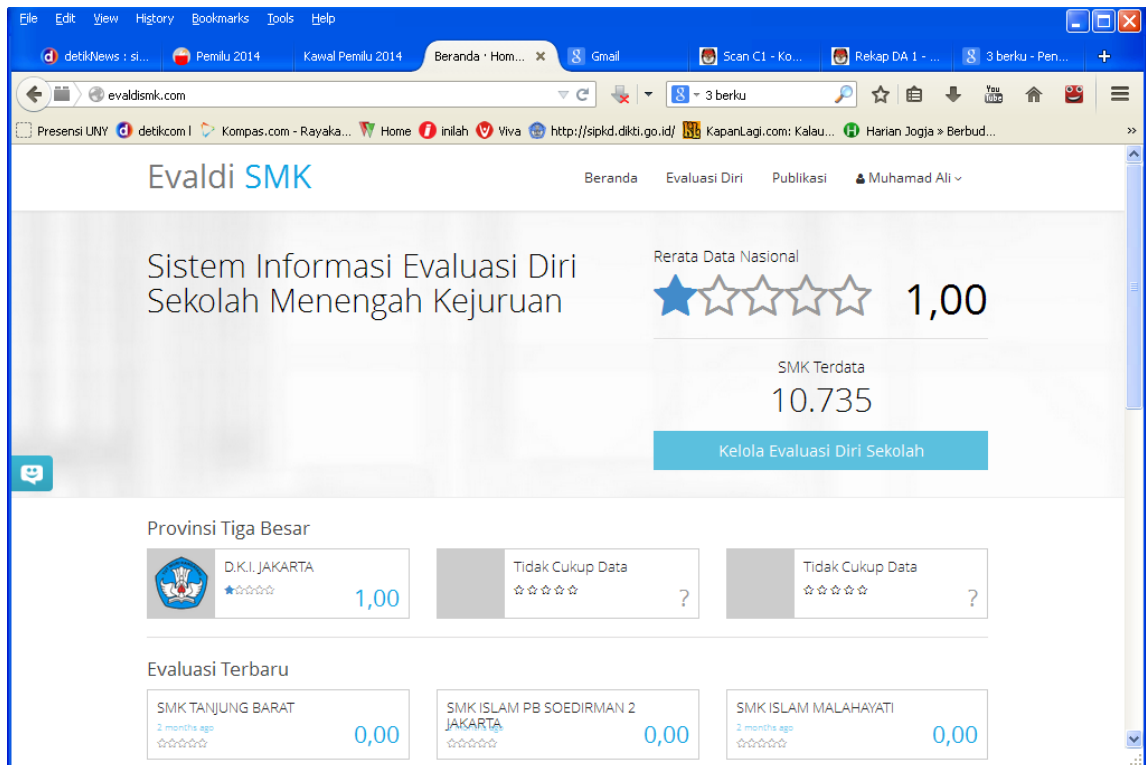 File Edit View History Bookmarks Tools Help
detikNews : si... Pemilu 2014 Kawal Pemilu 2014 Beranda · Hom... Gmail Scan C1 - Ko... Rekap DA 1 - ... 3 berku - Pen...
evaldismk.com 3 berku You Tube
Presensi UNY detikcom l Kompas.com - Rayaka... Home inilah Viva http://sipkd.dikti.go.id/ KapanLagi.com: Kalau... Harian Jogja » Berbud... »
Evaldi SMK Beranda Evaluasi Diri Publikasi Muhamad Ali
Sistem Informasi Evaluasi Diri
Sekolah Menengah Kejuruan
Rerata Data Nasional
1,00
SMK Terdata
10.735
Kelola Evaluasi Diri Sekolah
Provinsi Tiga Besar
D.K.I. JAKARTA
1,00
Tidak Cukup Data
?
Tidak Cukup Data
?
Evaluasi Terbaru
SMK TANJUNG BARAT
2 months ago
0,00
SMK ISLAM PB SOEDIRMAN 2
JAKARTA
0,00
SMK ISLAM MALAHAYATI
2 months ago
0,00